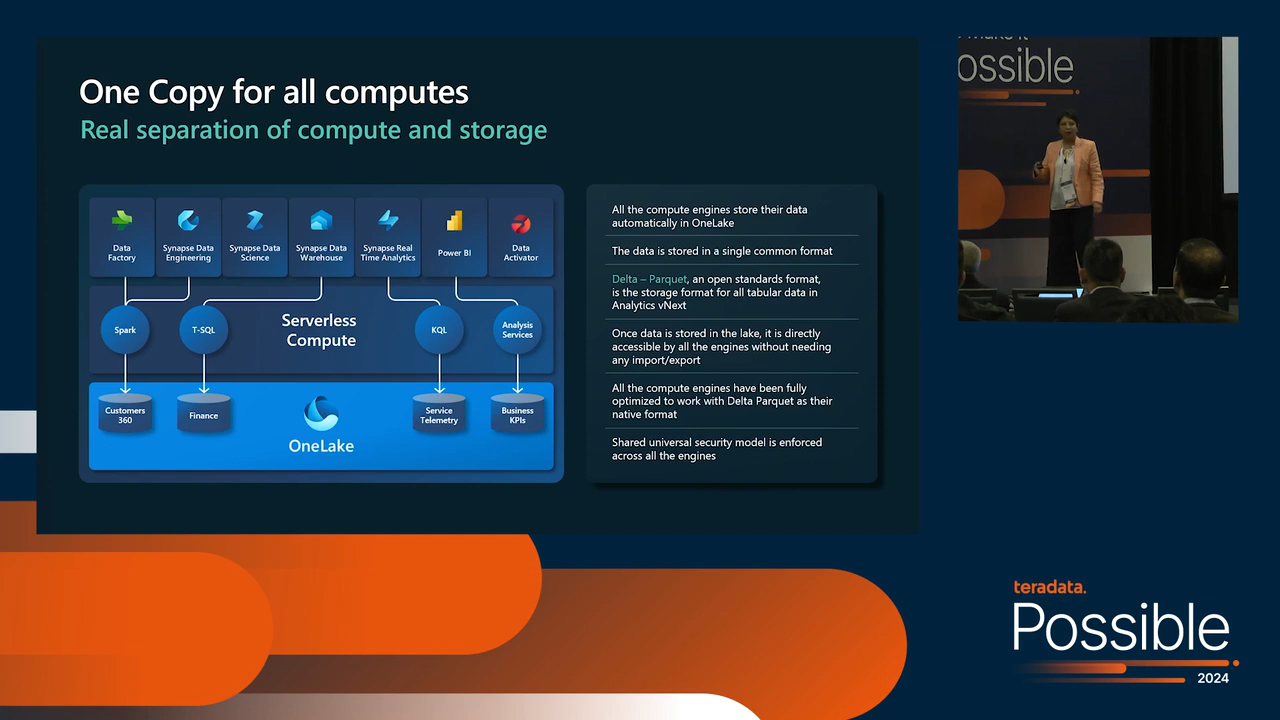 One Copy for all computes
Real separation of compute and storage
Data
Factory
Synapse Data
Engineering
Synapse Data
Science
Synapse Data
Warehouse
Synapse Real
Time Analytics
Power BI
Data
Activator
Spark
T-SQL
Serverless
Compute
KQL
Analysis
Services
Customers
360
Finance
OneLake
Service
Telemetry
Business
KPIs
All the compute engines store their data
automatically in OneLake
The data is stored in a single common format
Delta – Parquet, an open standards format,
is the storage format for all tabular data in
Analytics vNext
Once data is stored in the lake, it is directly
accessible by all the engines without needing
any import/export
All the compute engines have been fully
optimized to work with Delta Parquet as their
native format
Shared universal security model is enforced
across all the engines
make it
ossible
teradata.
Possible
2024